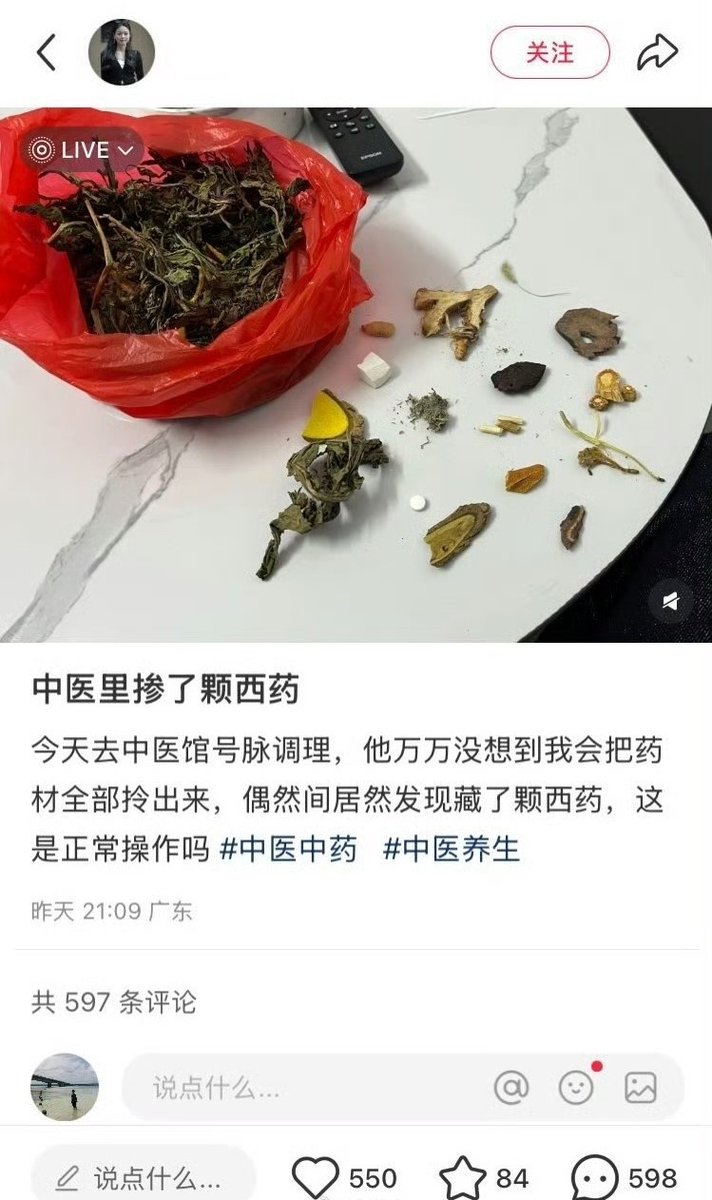 关注
LIVE
EPSON
中医里掺了颗西药
今天去中医馆号脉调理，他万万没想到我会把药
材全部拎出来，偶然间居然发现藏了颗西药，这
是正常操作吗 #中医中药 #中医养生
昨天 21:09 广东
共 597 条评论
说点什么...
说点什么...
550
84
598